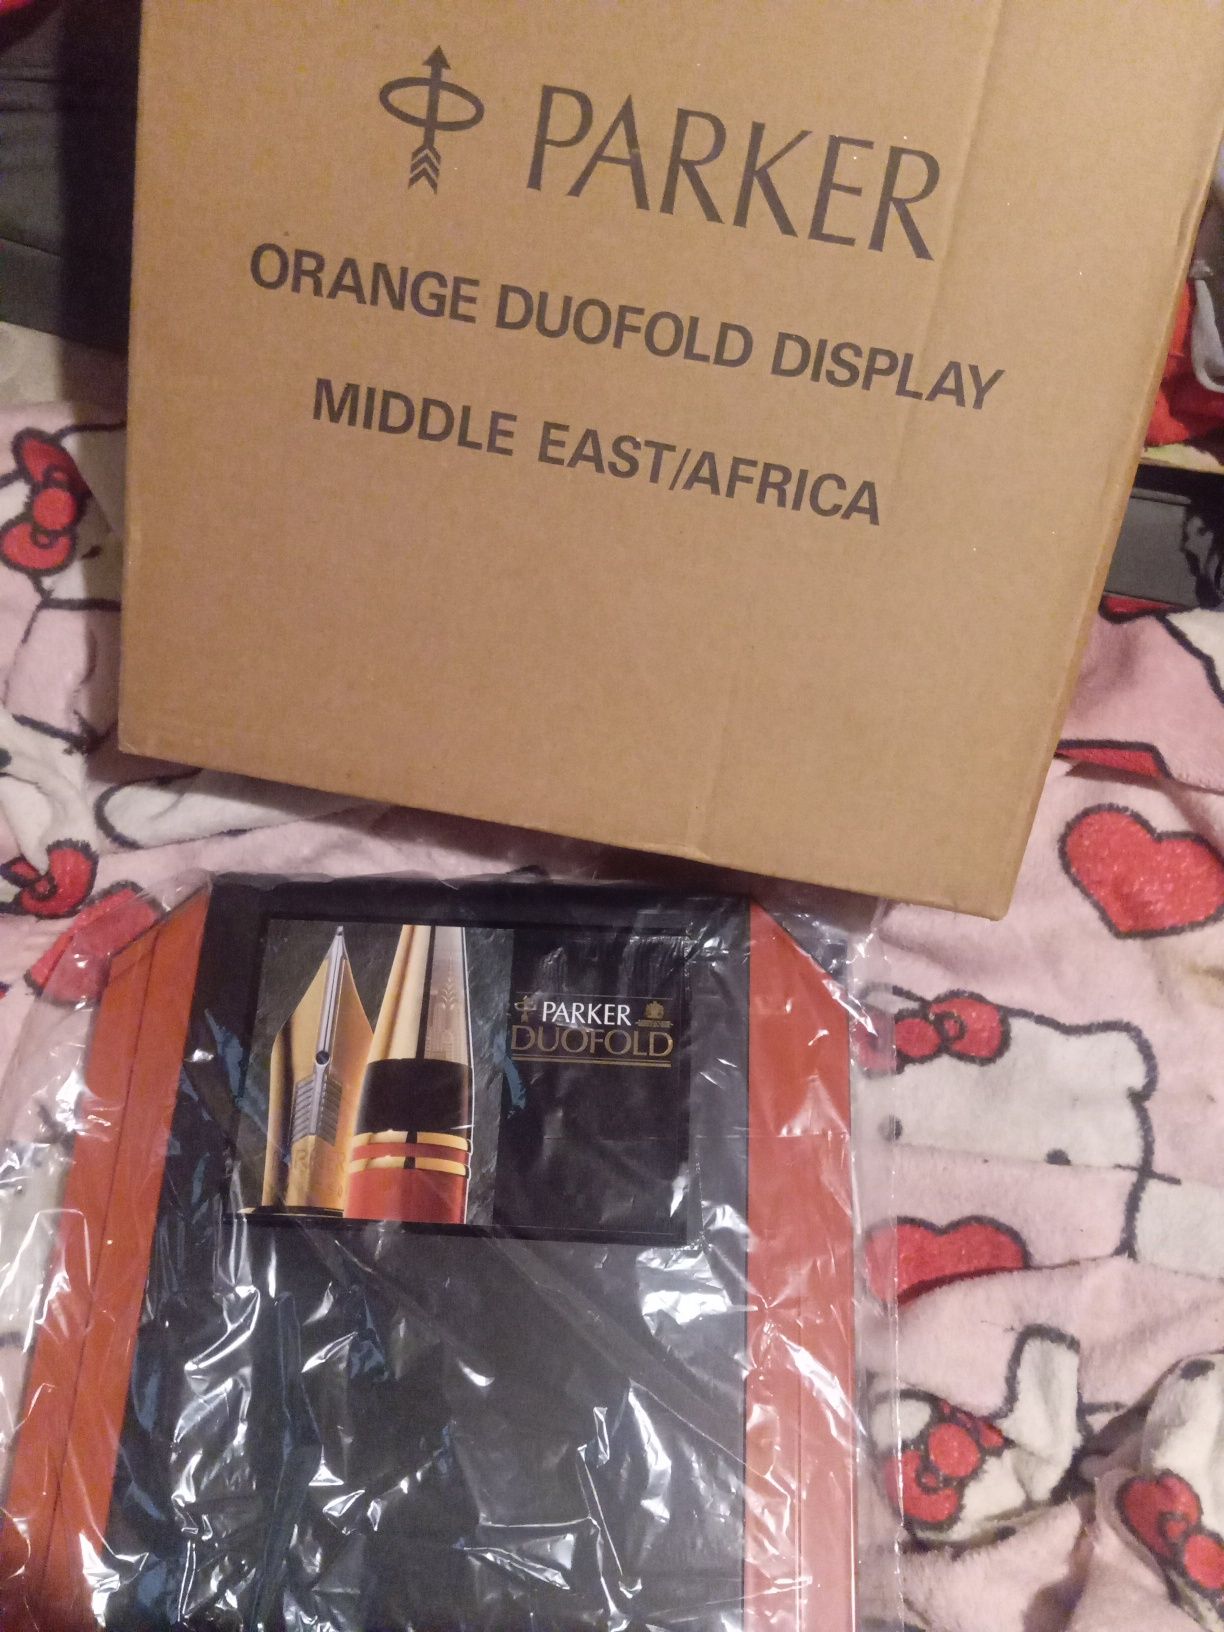 PARKER
ORANGE DUOFOLD DISPLAY
MIDDLE EAST/AFRICA
PARKER
DUOFOLD